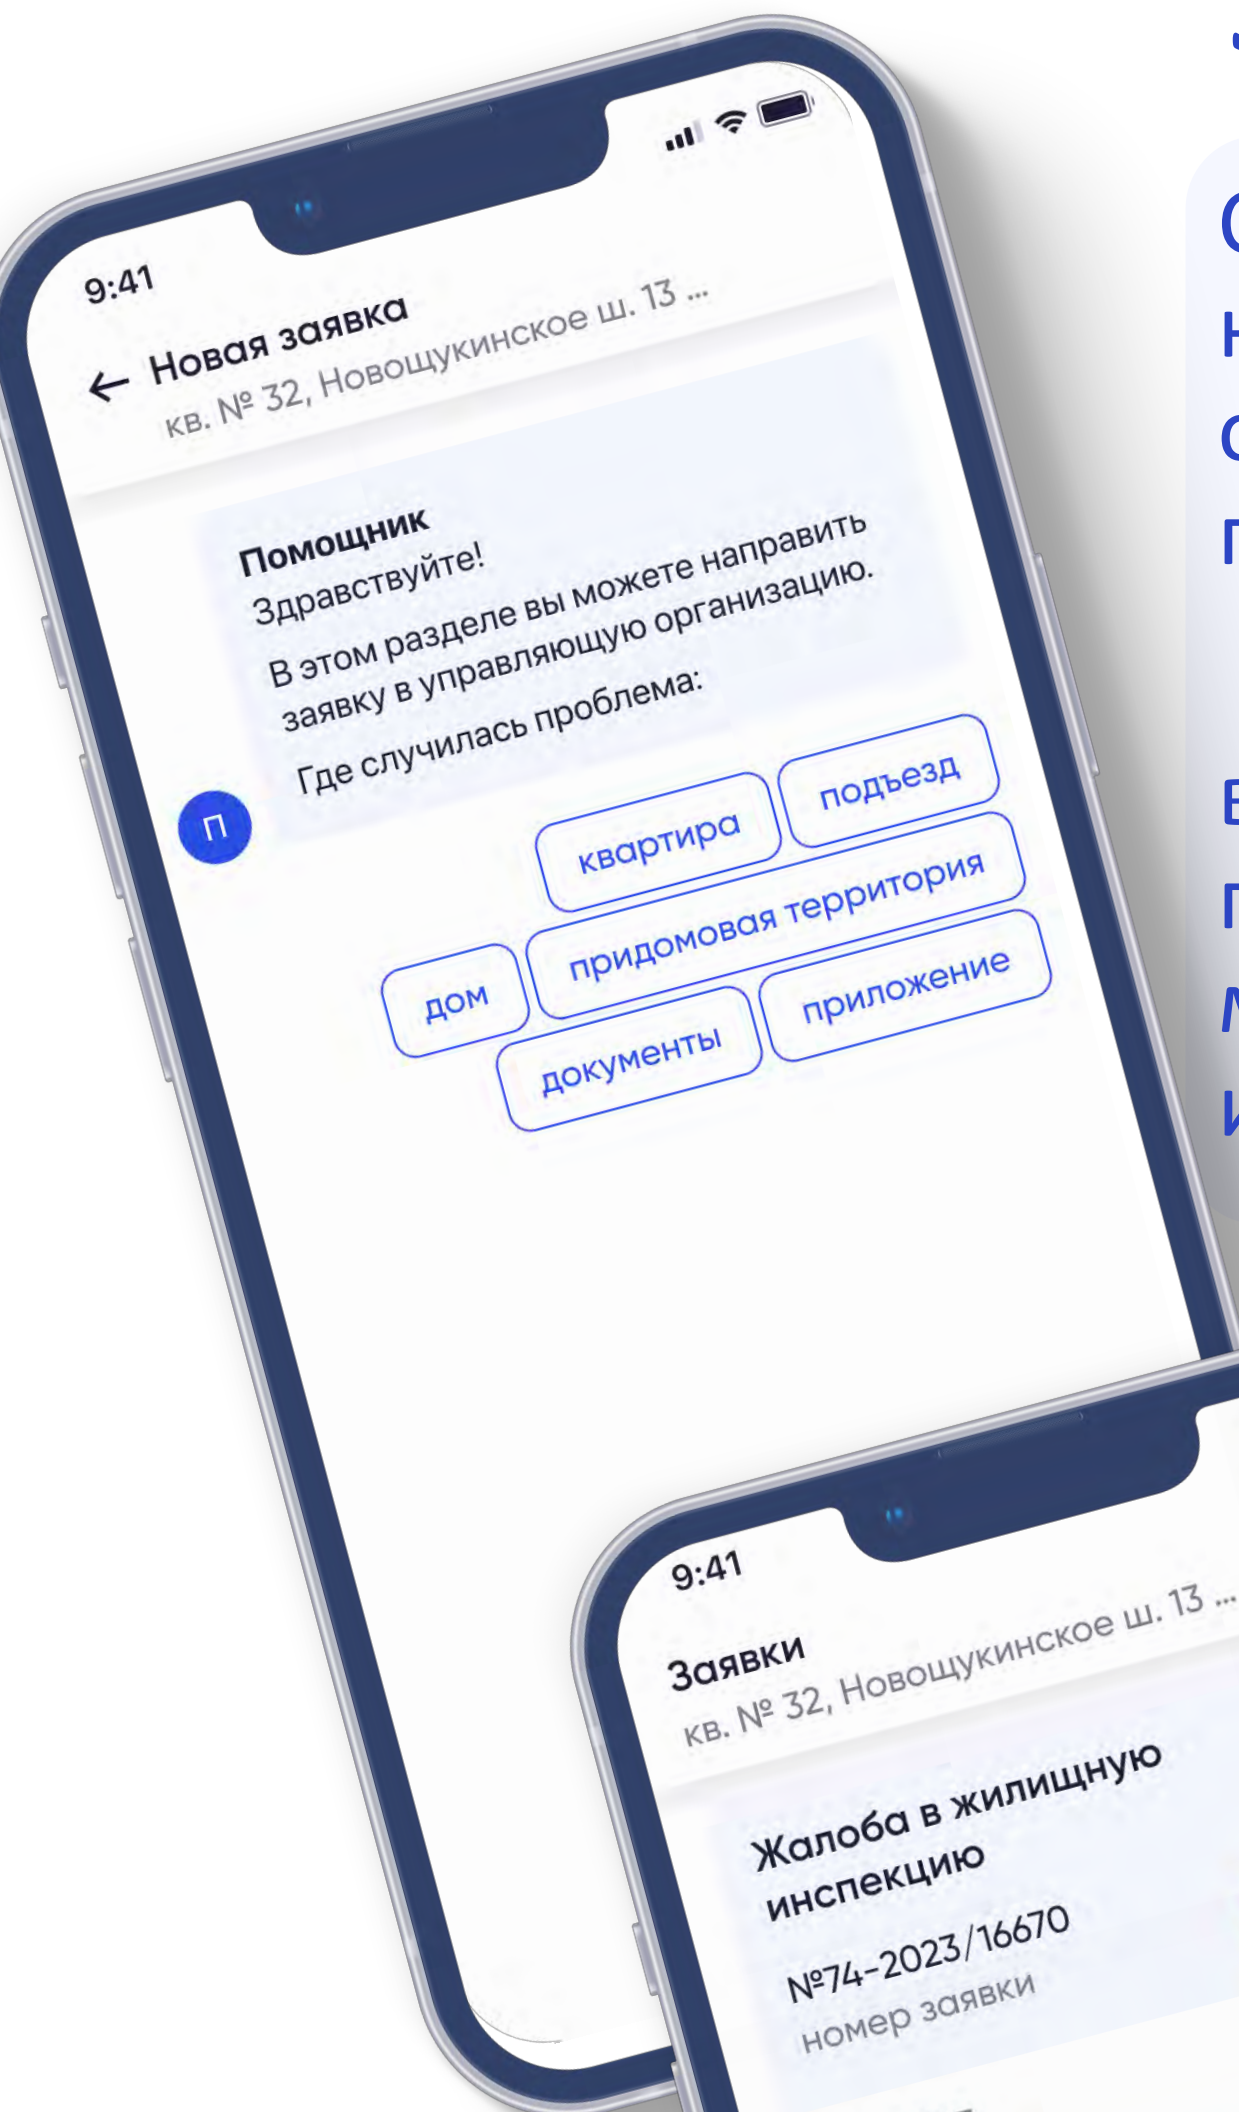 9:41
← Новая заявка
кв. № 32, Новощукинское ш. 13 ...
Помощник
Здравствуйте!
В этом разделе вы можете направить
заявку в управляющую организацию.
Где случилась проблема:
П
квартира
подъезд
дом
придомовая территория
документы
приложение
9:41
Заявки
кв. № 32, Новощукинское ш. 13 ...
Жалоба в жилищную
инспекцию
№74-2023/16670
номер заявки